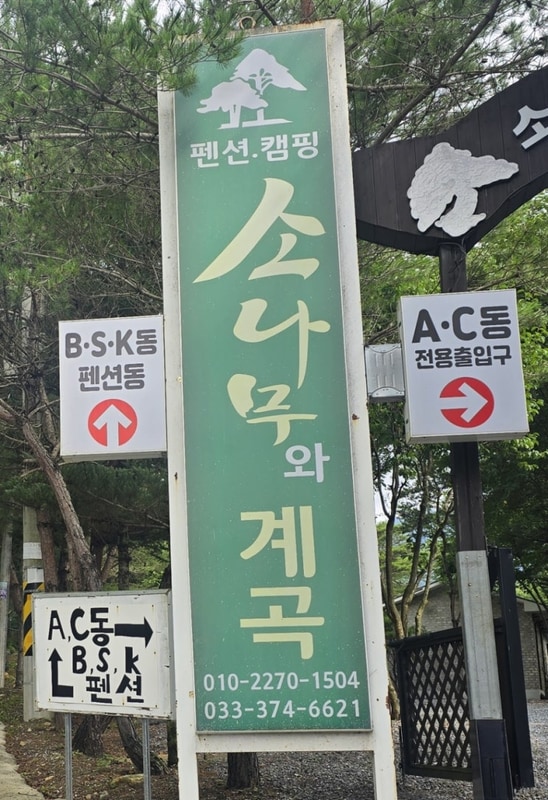 펜션.캠핑
소나무와
계곡
010-2270-1504
033-374-6621
B·S·K동
펜션동
A·C동
전용출입구
A,C동
B,S,K
펜션
소